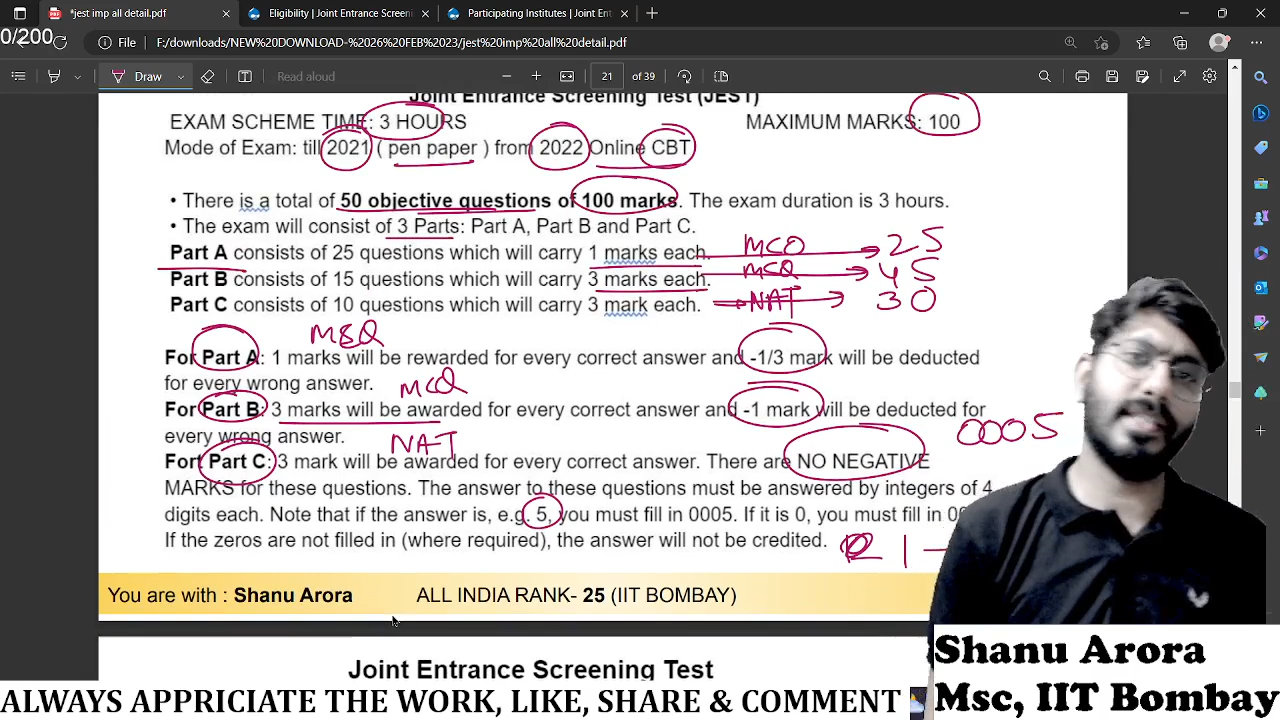 *jest imp all detail.pdf
Eligibility | Joint Entrance Screeni
Participating Institutes | Joint Ent
0/200
File
F:/downloads/NEW%20DOWNLOAD-%2026%20FEB%2023/jest%20imp%20all%20detail.pdf
Draw
Read aloud
21 of 39
Joint Entrance Screening Test (JEST)
EXAM SCHEME TIME: 3 HOURS MAXIMUM MARKS: 100
Mode of Exam: till 2021 ( pen paper ) from 2022 Online CBT
• There is a total of 50 objective questions of 100 marks. The exam duration is 3 hours.
• The exam will consist of 3 Parts: Part A, Part B and Part C.
Part A consists of 25 questions which will carry 1 marks each. MCQ 25
Part B consists of 15 questions which will carry 3 marks each. MCQ 45
Part C consists of 10 questions which will carry 3 mark each. NAT 30
MSQ
For Part A: 1 marks will be rewarded for every correct answer and -1/3 mark will be deducted
for every wrong answer.
MCQ
For Part B: 3 marks will be awarded for every correct answer and -1 mark will be deducted for
every wrong answer.
NAT
0005
Fort Part C: 3 mark will be awarded for every correct answer. There are NO NEGATIVE
MARKS for these questions. The answer to these questions must be answered by integers of 4
digits each. Note that if the answer is, e.g. 5, you must fill in 0005. If it is 0, you must fill in
If the zeros are not filled in (where required), the answer will not be credited.
You are with : Shanu Arora ALL INDIA RANK- 25 (IIT BOMBAY)
Joint Entrance Screening Test
Shanu Arora
Msc, IIT Bombay
ALWAYS APPRICIATE THE WORK, LIKE, SHARE & COMMENT